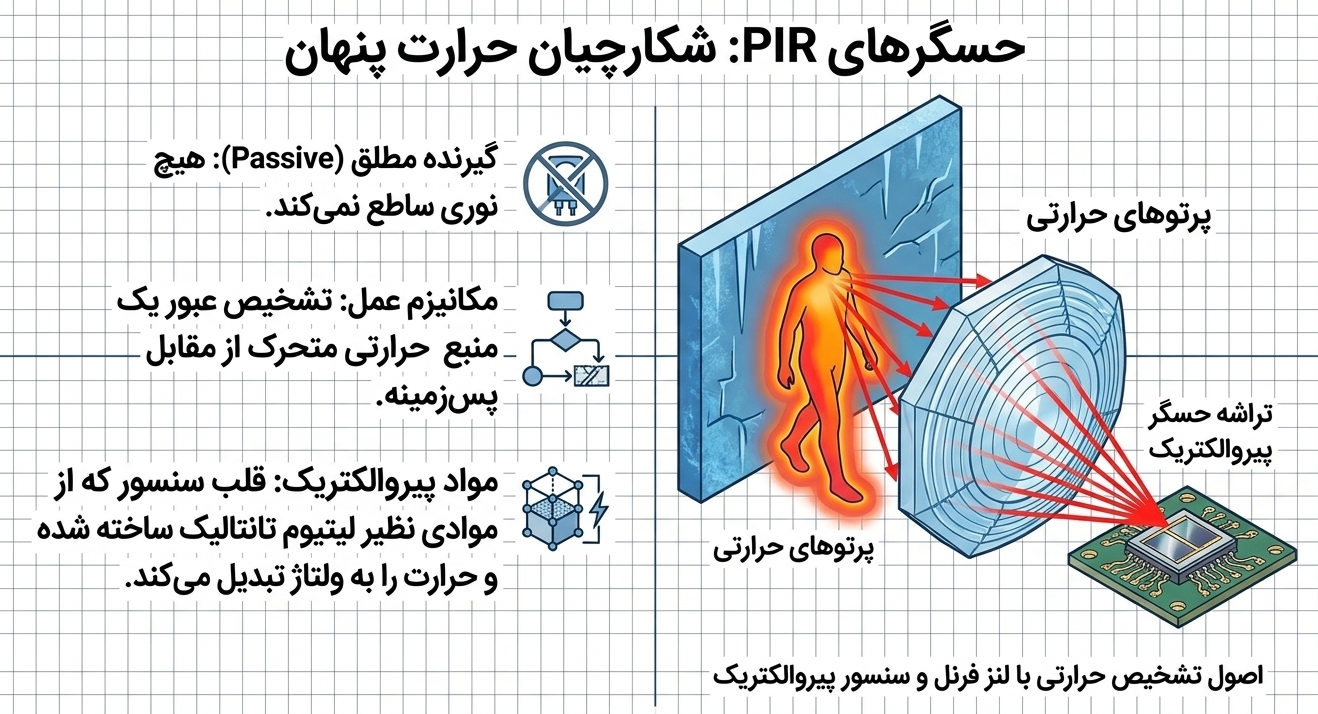 حسگرهای PIR: شکارچیان حرارت پنهان
گیرنده مطلق (Passive): هیچ
نوری ساطع نمی‌کند.
مکانیزم عمل: تشخیص عبور یک
منبع حرارتی متحرک از مقابل
پس‌زمینه.
مواد پیروالکتریک: قلب سنسور که از
موادی نظیر لیتیوم تانتالیک ساخته شده
و حرارت را به ولتاژ تبدیل می‌کند.
پرتوهای حرارتی
تراشه حسگر
پیروالکتریک
پرتوهای حرارتی
اصول تشخیص حرارتی با لنز فرنل و سنسور پیروالکتریک